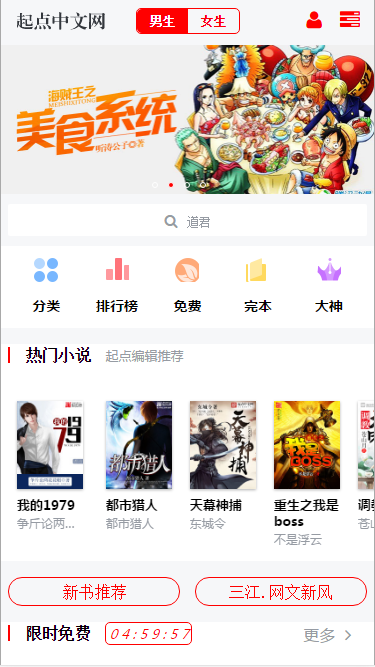 起点中文网 男生 女生
海贼王之
MEISHIXITONG
美食系统
听涛公子◎著
道君
分类 排行榜 免费 完本 大神
热门小说 起点编辑推荐
我的1979 都市猎人 天幕神捕 重生之我是boss
争斤论两... 都市猎人 东城令 不是浮云
新书推荐 三江.网文新风
限时免费 04:59:57 更多